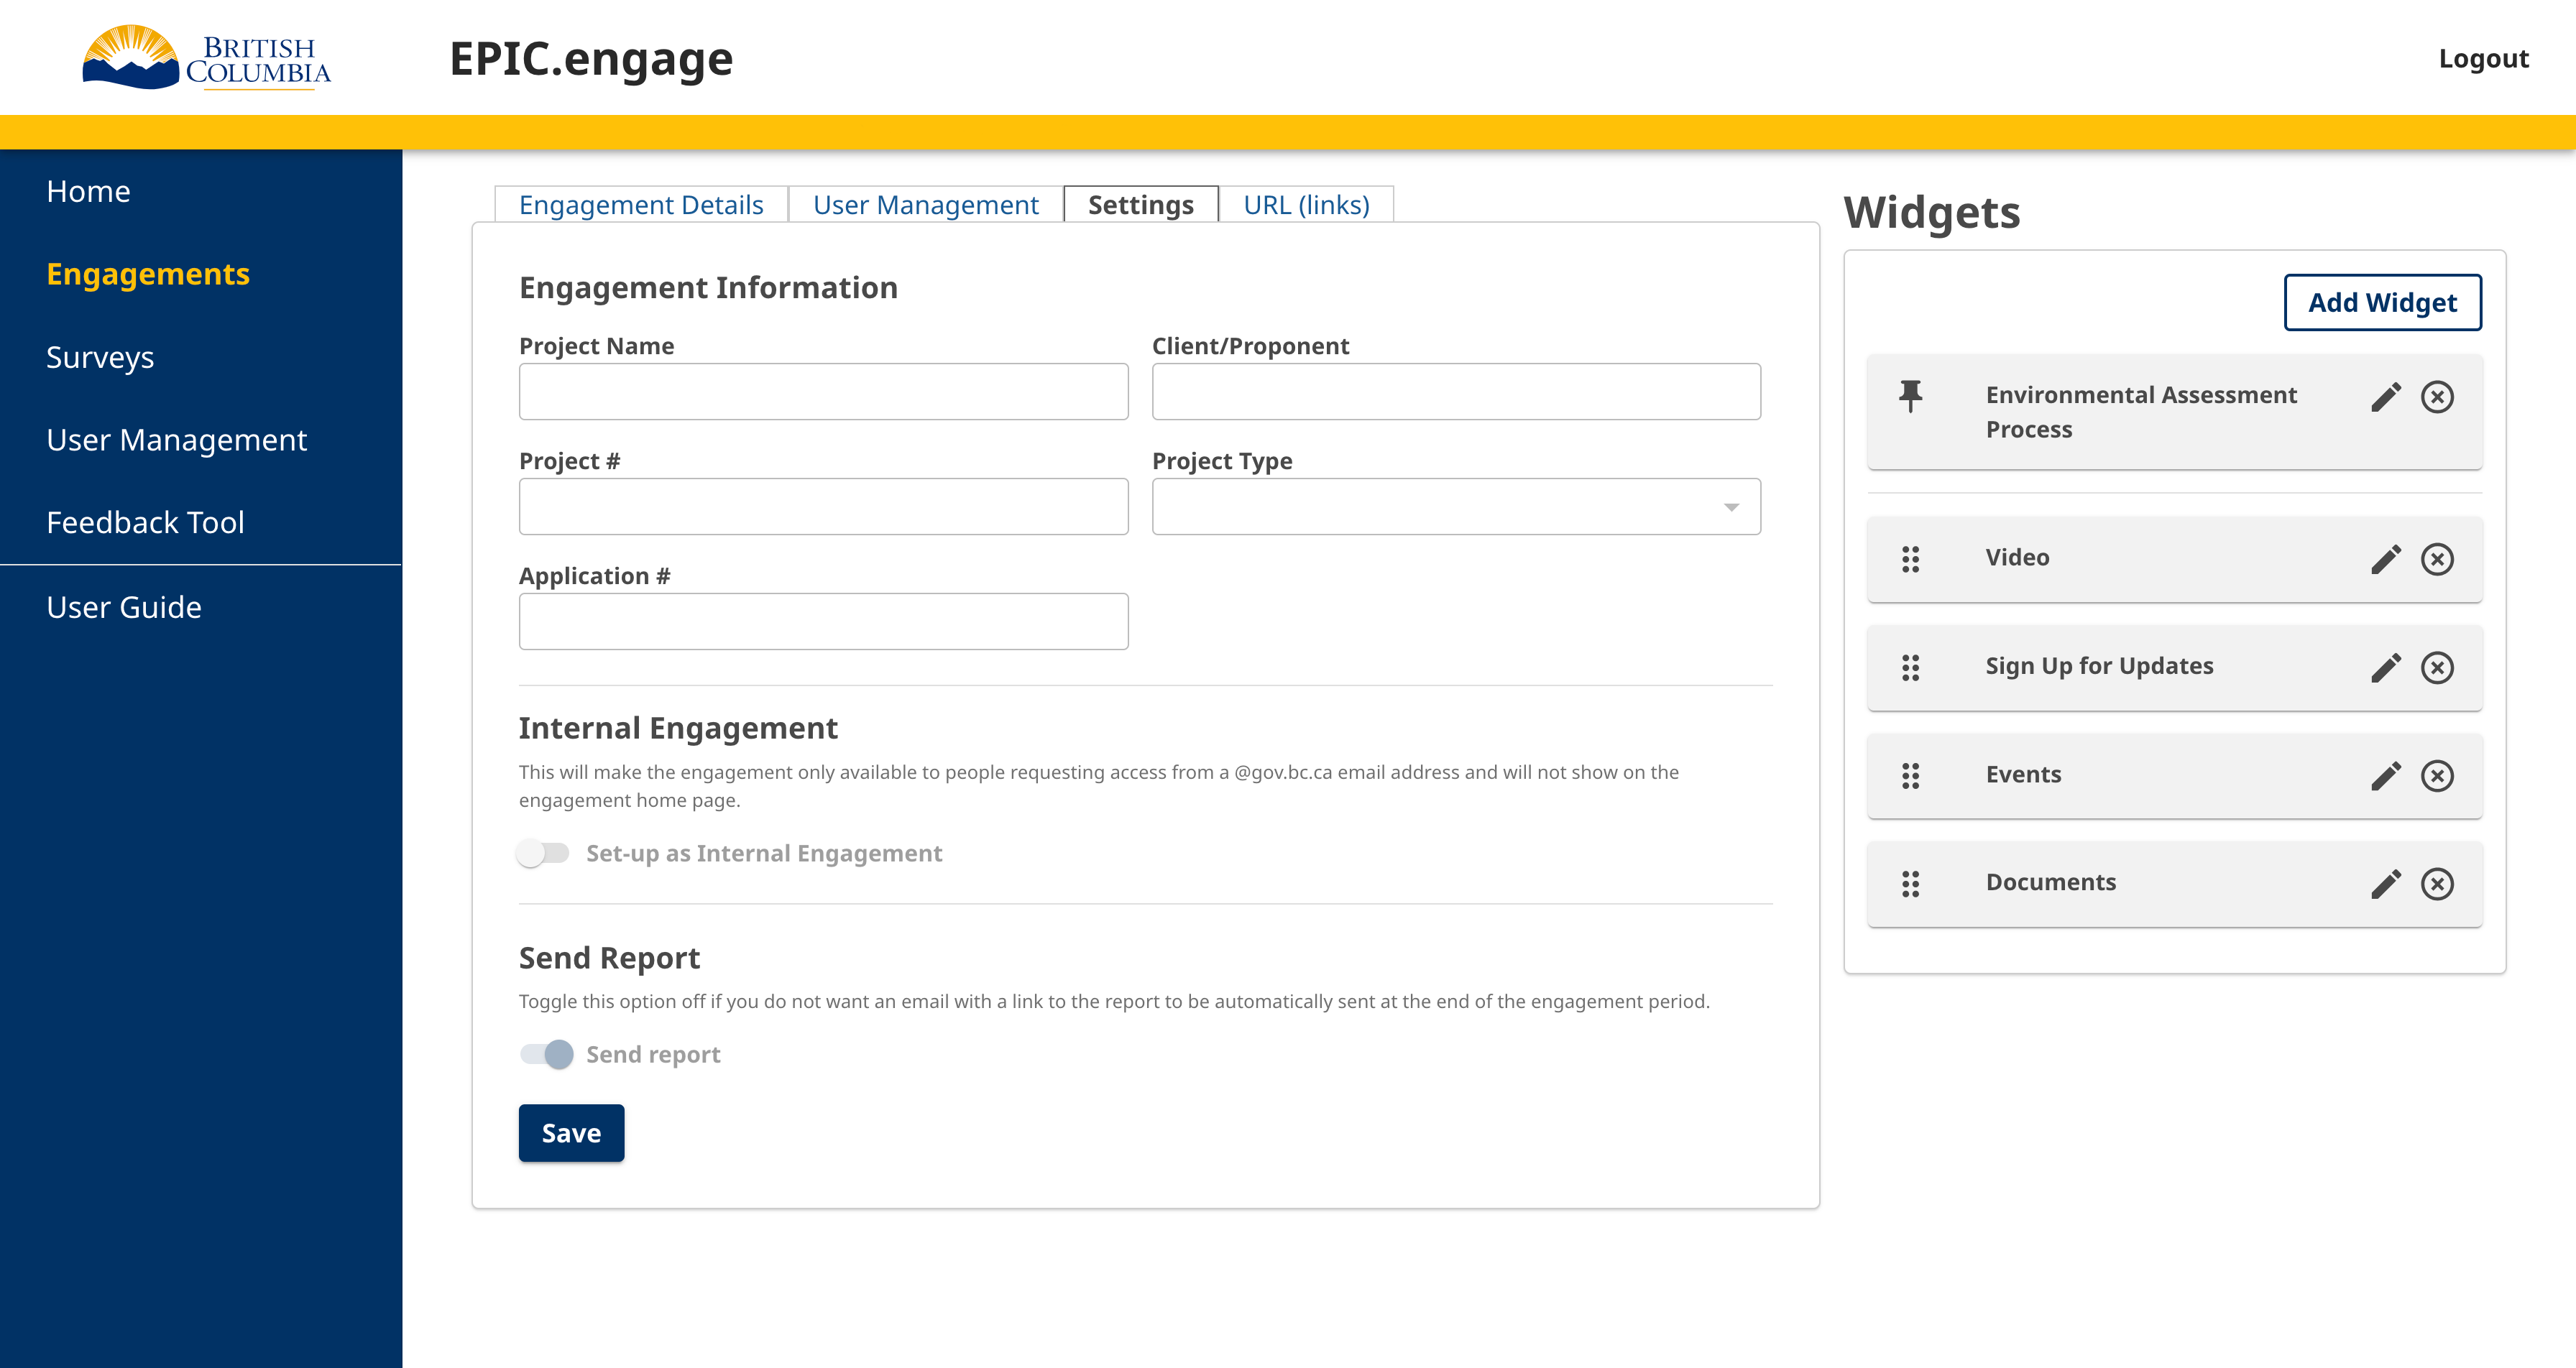 BRITISH
COLUMBIA
EPIC.engage
Logout
Home
Engagements
Surveys
User Management
Feedback Tool
User Guide
Engagement Details
User Management
Settings
URL (links)
Engagement Information
Project Name
Client/Proponent
Project #
Project Type
Application #
Internal Engagement
This will make the engagement only available to people requesting access from a @gov.bc.ca email address and will not show on the
engagement home page.
Set-up as Internal Engagement
Send Report
Toggle this option off if you do not want an email with a link to the report to be automatically sent at the end of the engagement period.
Send report
Save
Widgets
Add Widget
Environmental Assessment
Process
Video
Sign Up for Updates
Events
Documents